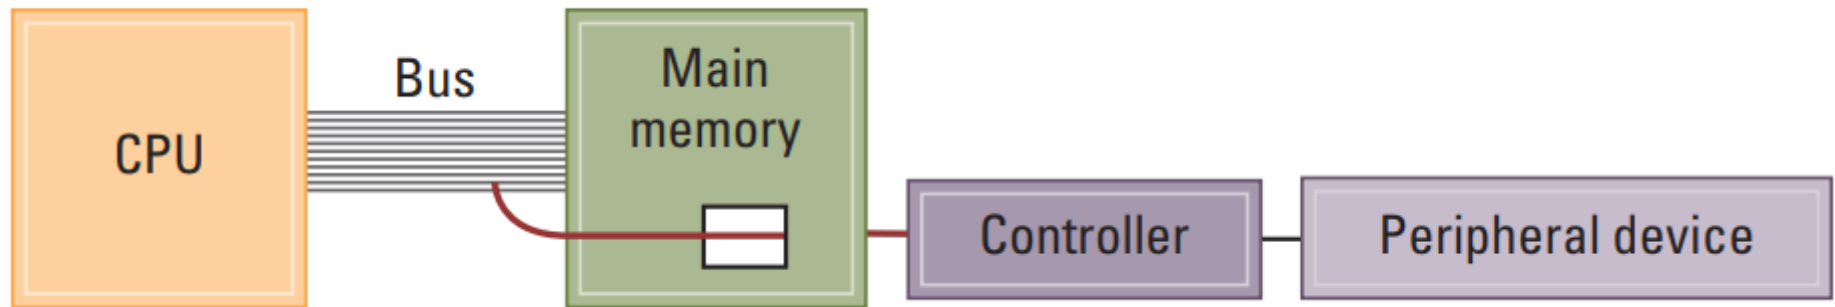 CPU
Bus
Main
memory
Controller
Peripheral device